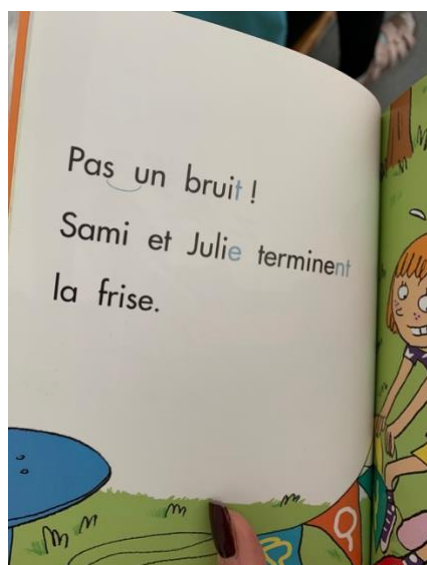 Pas un bruit !
Sami et Julie terminent
la frise.